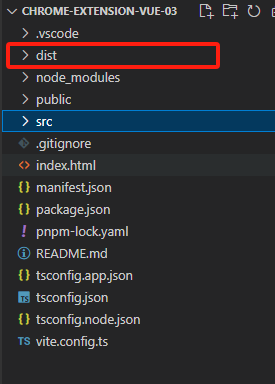 CHROME-EXTENSION-VUE-03
.vscode
dist
node_modules
public
src
.gitignore
index.html
manifest.json
package.json
pnpm-lock.yaml
README.md
tsconfig.app.json
tsconfig.json
tsconfig.node.json
vite.config.ts